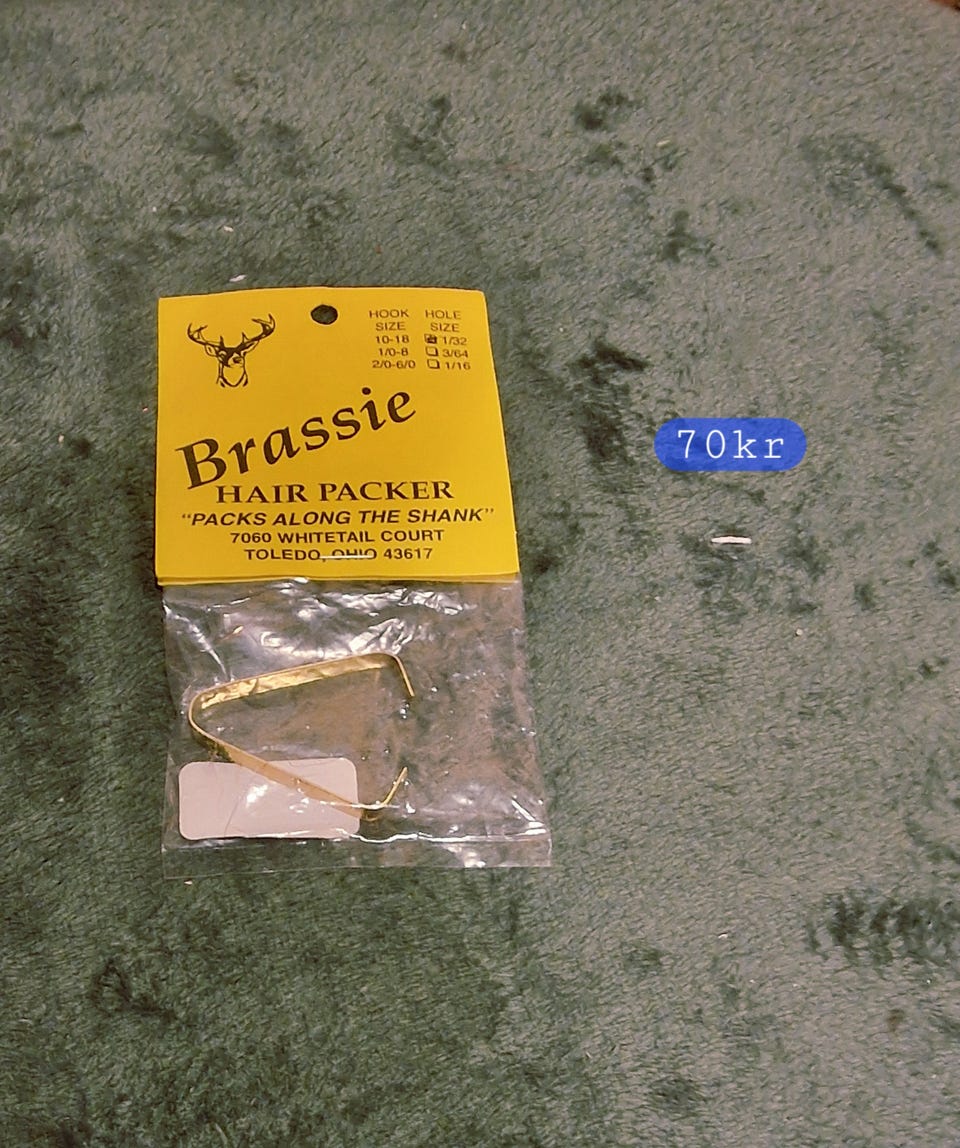 HOOK HOLE
SIZE SIZE
10-18 1/32
1/0-8 3/64
2/0-6/0 1/16
Brassie
HAIR PACKER
“PACKS ALONG THE SHANK”
7060 WHITETAIL COURT
TOLEDO, OHIO 43617
70kr